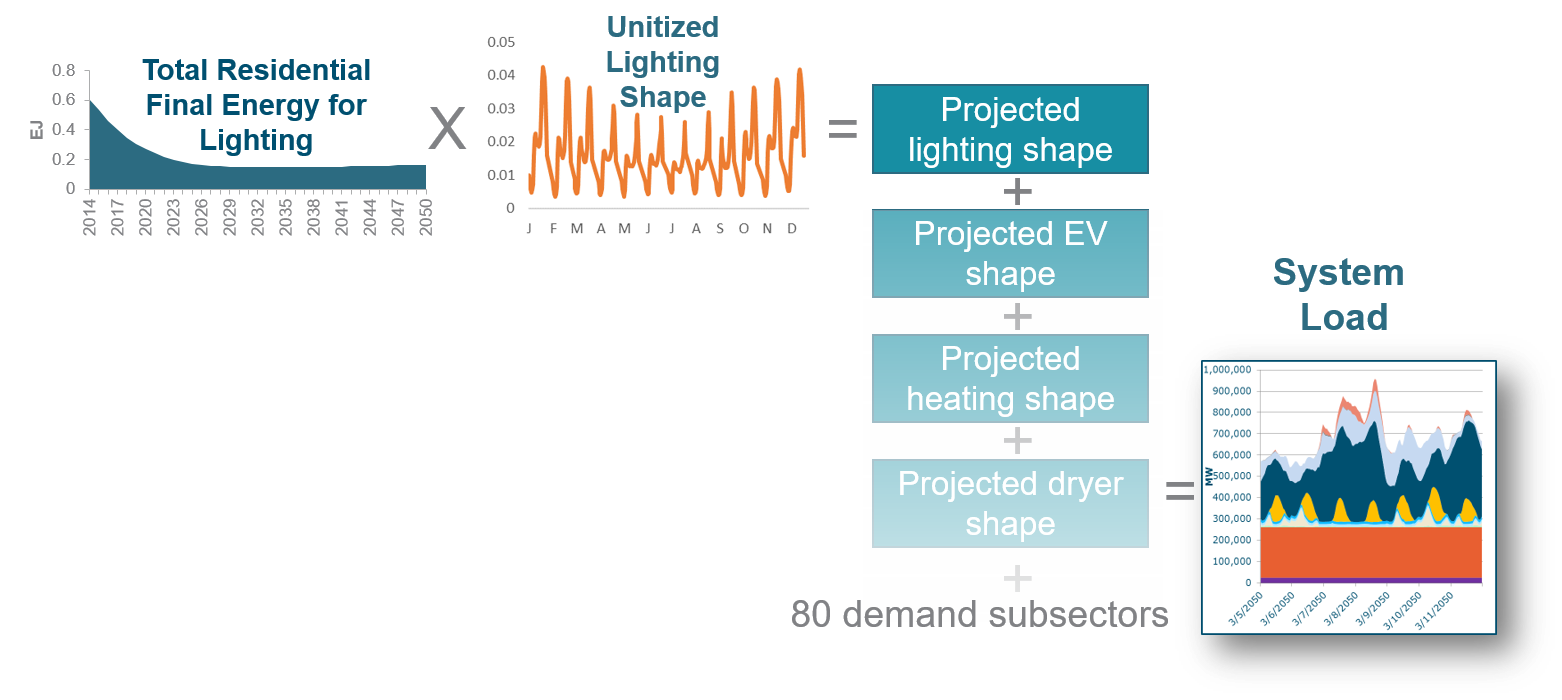 Total Residential
Final Energy for
Lighting
0.8
0.6
0.4
0.2
0
EJ
2014
2017
2020
2023
2026
2029
2032
2035
2038
2041
2044
2047
2050
X
Unitized
Lighting
Shape
0.05
0.04
0.03
0.02
0.01
0
J F M A M J J A S O N D
=
Projected
lighting shape
+
Projected EV
shape
+
Projected
heating shape
+
Projected dryer
shape
+
80 demand subsectors
=
System
Load
1,000,000
900,000
800,000
700,000
600,000
500,000
400,000
300,000
200,000
100,000
0
MW
3/5/2050
3/6/2050
3/7/2050
3/8/2050
3/9/2050
3/10/2050
3/11/2050